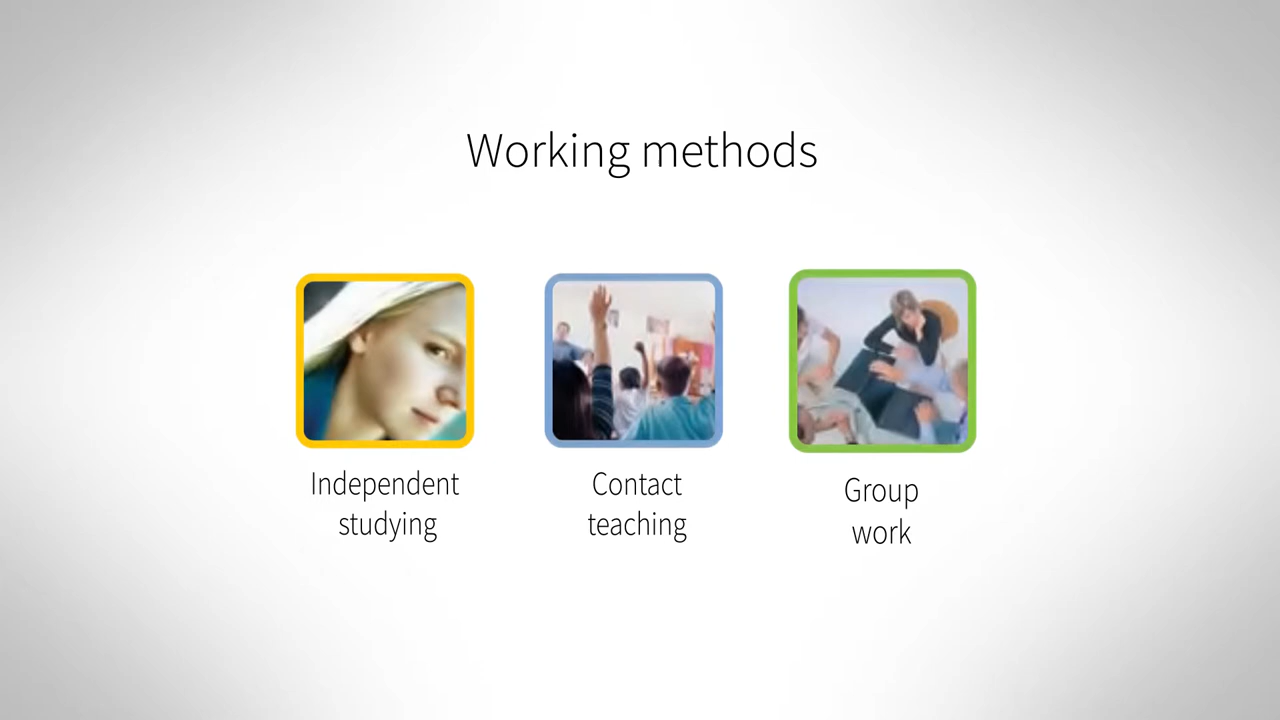 Working methods
Independent
studying
Contact
teaching
Group
work